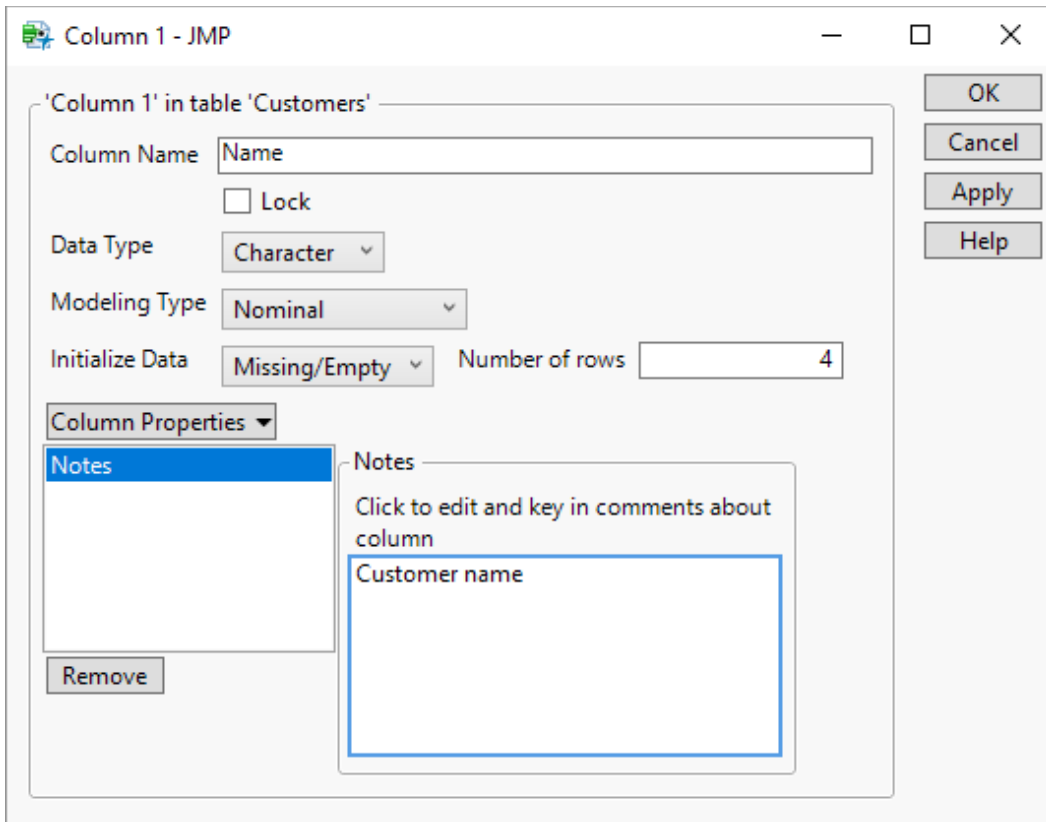 Column 1 - JMP
'Column 1' in table 'Customers'
OK
Column Name Name
Cancel
Lock
Apply
Data Type Character
Help
Modeling Type Nominal
Initialize Data Missing/Empty Number of rows 4
Column Properties
Notes
Notes
Click to edit and key in comments about
column
Customer name
Remove